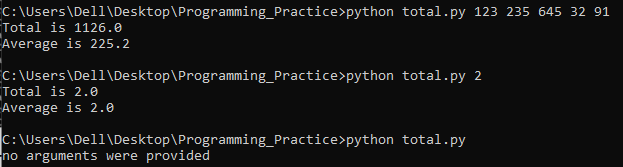 C:\Users\Dell\Desktop\Programming_Practice>python total.py 123 235 645 32 91
Total is 1126.0
Average is 225.2
C:\Users\Dell\Desktop\Programming_Practice>python total.py 2
Total is 2.0
Average is 2.0
C:\Users\Dell\Desktop\Programming_Practice>python total.py
no arguments were provided